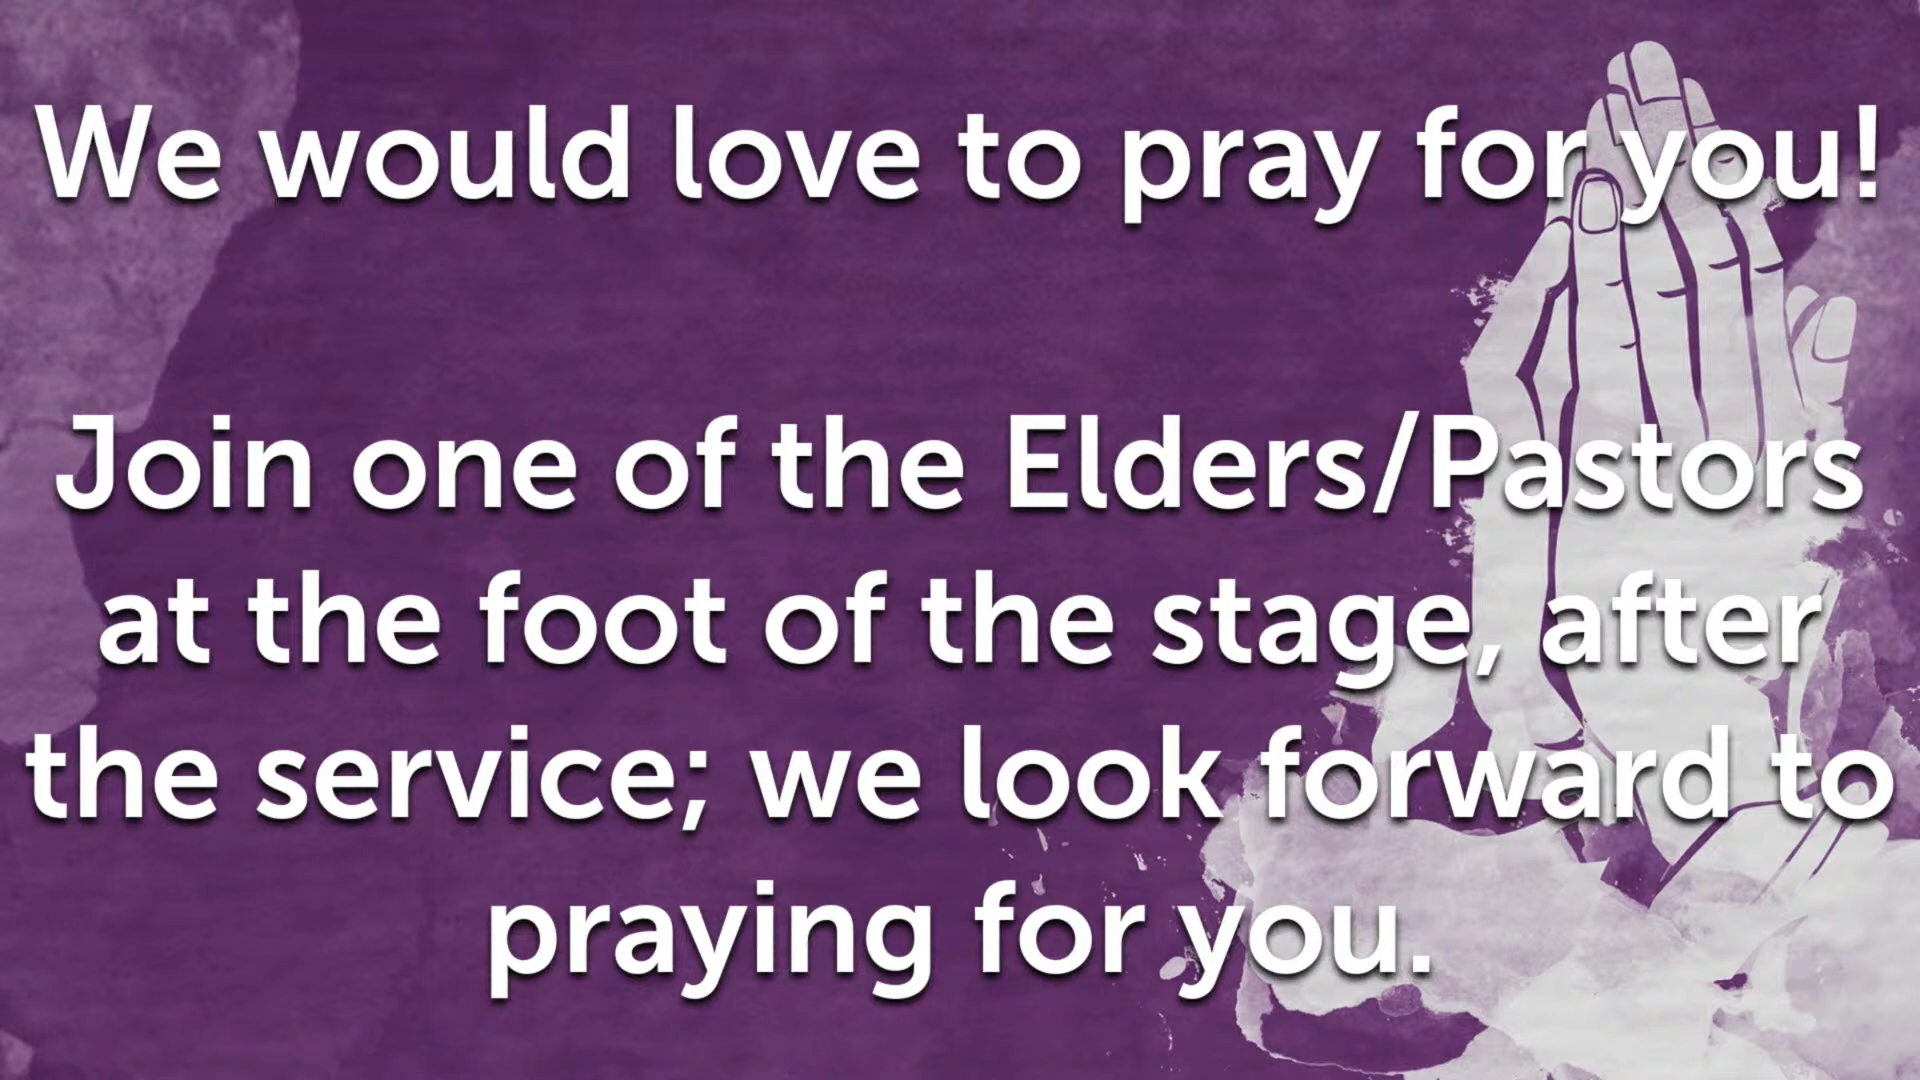 We would love to pray for you!
Join one of the Elders/Pastors
at the foot of the stage, after
the service; we look forward to
praying for you.